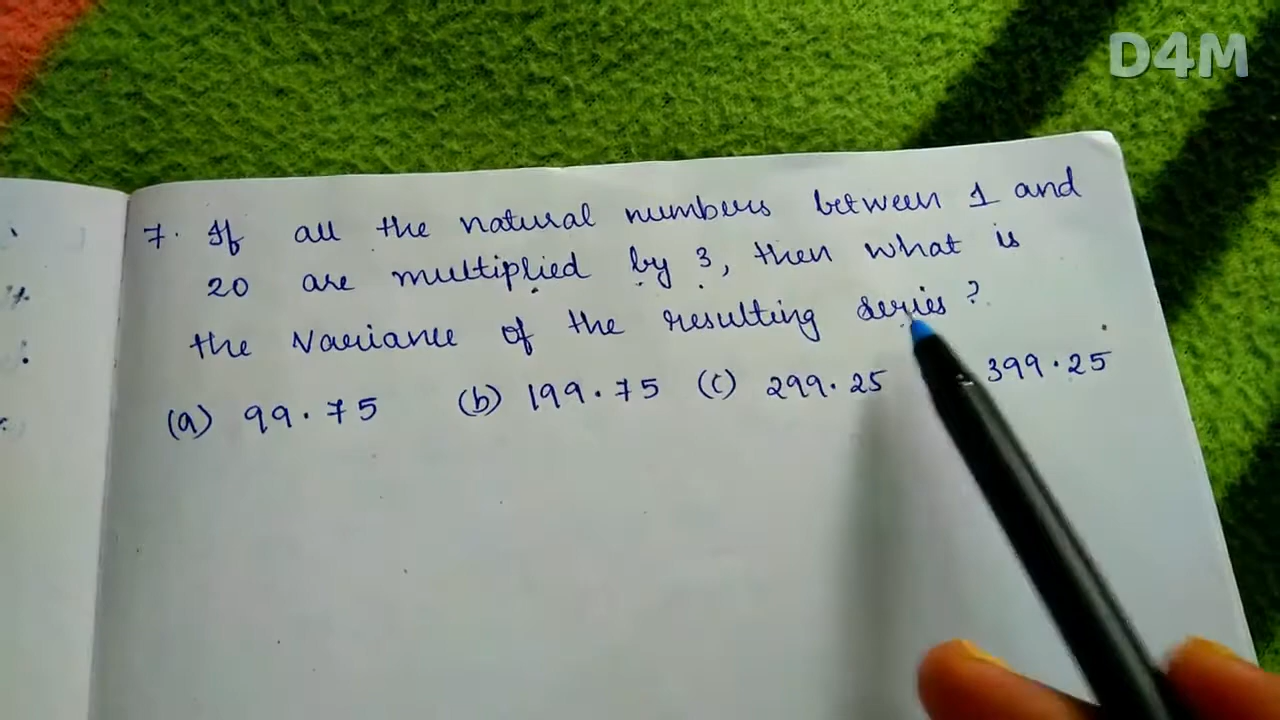 D4M
7. If all the natural numbers between 1 and
20 are multiplied by 3, then what is
the variance of the resulting series?
(a) 99.75 (b) 199.75 (c) 299.25 399.25